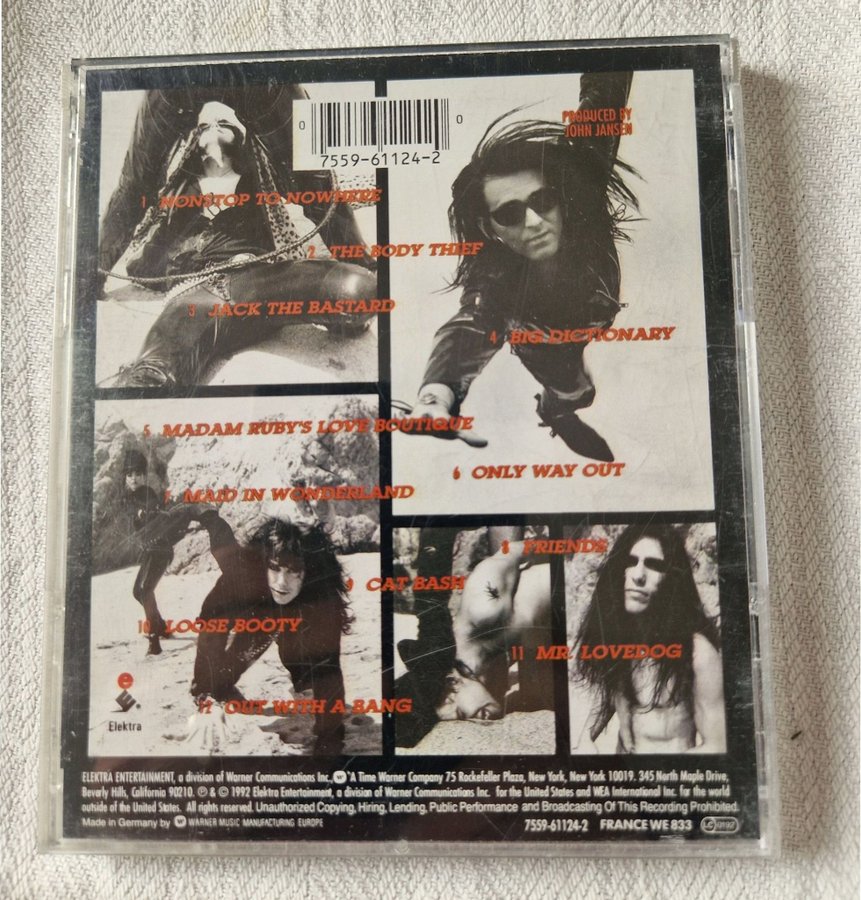 0 7559-61124-2 0
PRODUCED BY
JOHN JANSEN
1 NONSTOP TO NOWHERE
2 THE BODY THIEF
3 JACK THE BASTARD
4 BIG DICTIONARY
5 MADAM RUBY'S LOVE BOUTIQUE
6 ONLY WAY OUT
7 MAID IN WONDERLAND
8 FRIENDS
9 CAT BASH
10 LOOSE BOOTY
11 MR. LOVEDOG
12 OUT WITH A BANG
e
Elektra
ELEKTRA ENTERTAINMENT, a division of Warner Communications Inc., A Time Warner Company 75 Rockefeller Plaza, New York, New York 10019. 345 North Maple Drive,
Beverly Hills, California 90210. ℗ & © 1992 Elektra Entertainment, a division of Warner Communications Inc. for the United States and WEA International Inc. for the world
outside of the United States. All rights reserved. Unauthorized Copying, Hiring, Lending, Public Performance and Broadcasting Of This Recording Prohibited.
Made in Germany by WARNER MUSIC MANUFACTURING EUROPE 7559-61124-2 FRANCE WE 833 LC 0192